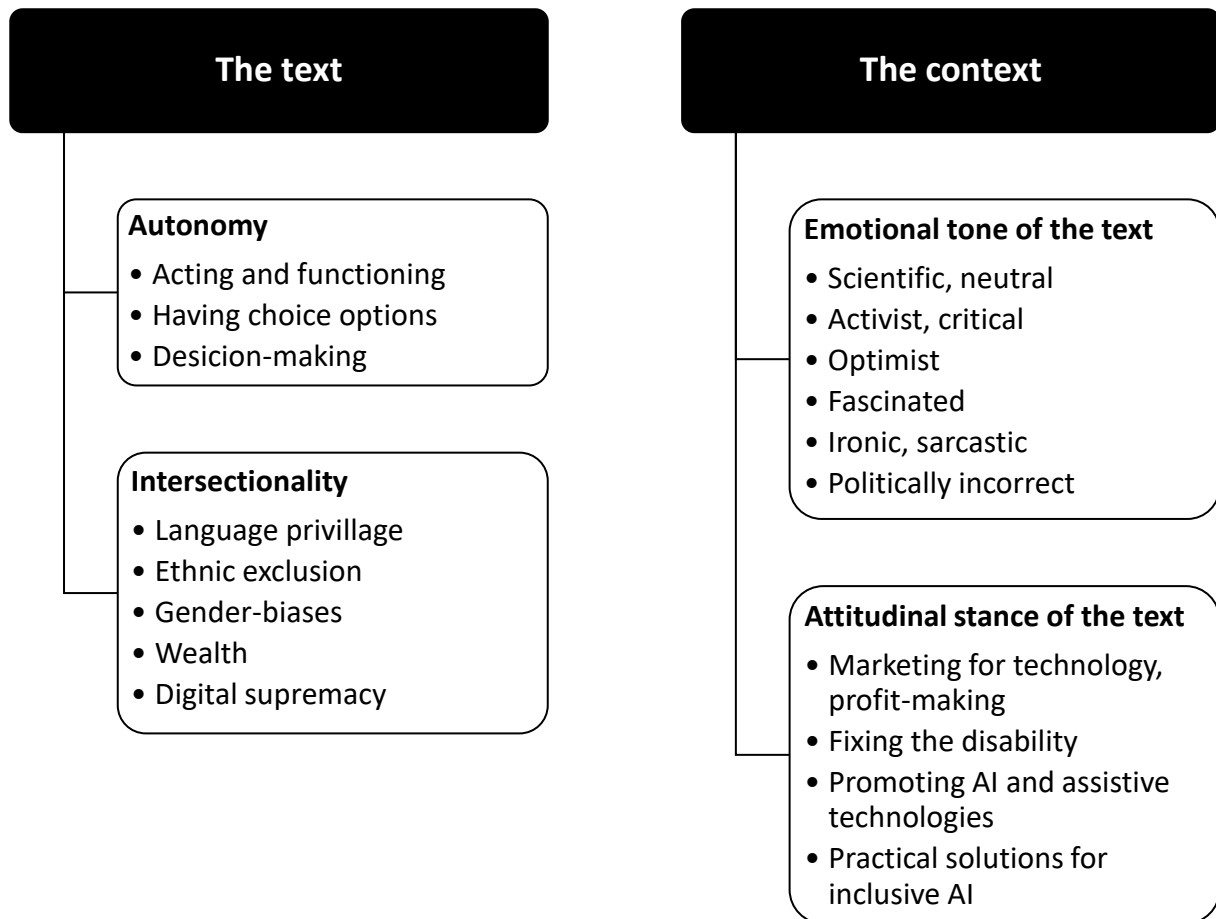 The text
Autonomy
• Acting and functioning
• Having choice options
• Desicion-making
Intersectionality
• Language privillage
• Ethnic exclusion
• Gender-biases
• Wealth
• Digital supremacy
The context
Emotional tone of the text
• Scientific, neutral
• Activist, critical
• Optimist
• Fascinated
• Ironic, sarcastic
• Politically incorrect
Attitudinal stance of the text
• Marketing for technology,
profit-making
• Fixing the disability
• Promoting AI and assistive
technologies
• Practical solutions for
inclusive AI